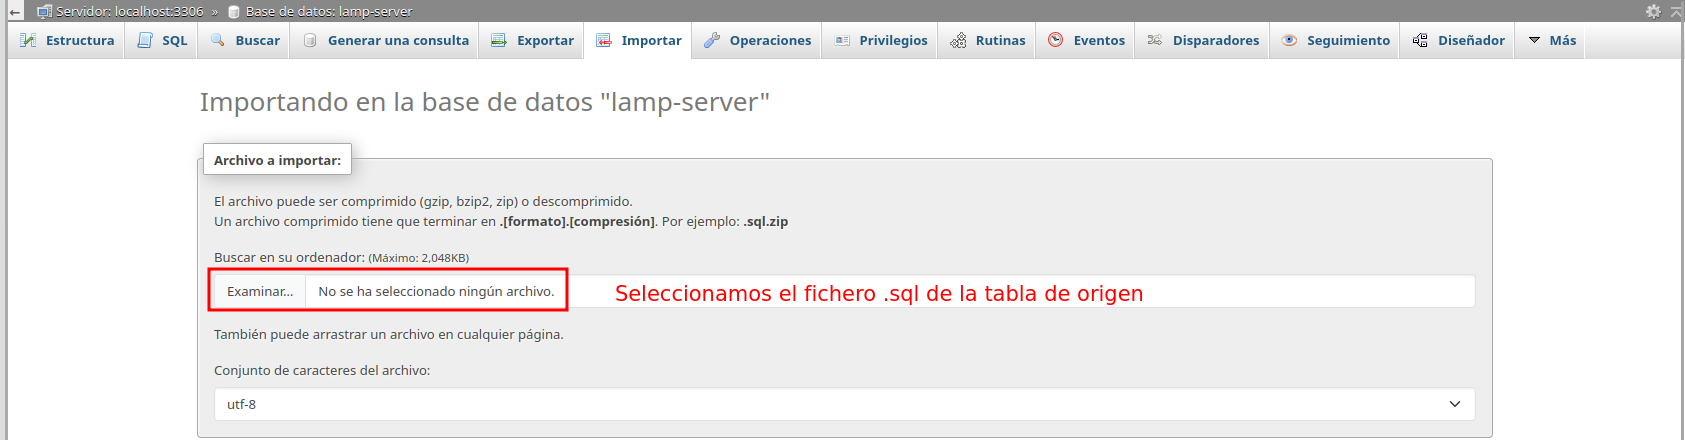 ← Servidor: localhost:3306 » Base de datos: lamp-server
Estructura SQL Buscar Generar una consulta Exportar Importar Operaciones Privilegios Rutinas Eventos Disparadores Seguimiento Diseñador Más
Importando en la base de datos "lamp-server"
Archivo a importar:
El archivo puede ser comprimido (gzip, bzip2, zip) o descomprimido.
Un archivo comprimido tiene que terminar en .[formato].[compresión]. Por ejemplo: .sql.zip
Buscar en su ordenador: (Máximo: 2,048KB)
Examinar... No se ha seleccionado ningún archivo. Seleccionamos el fichero .sql de la tabla de origen
También puede arrastrar un archivo en cualquier página.
Conjunto de caracteres del archivo:
utf-8